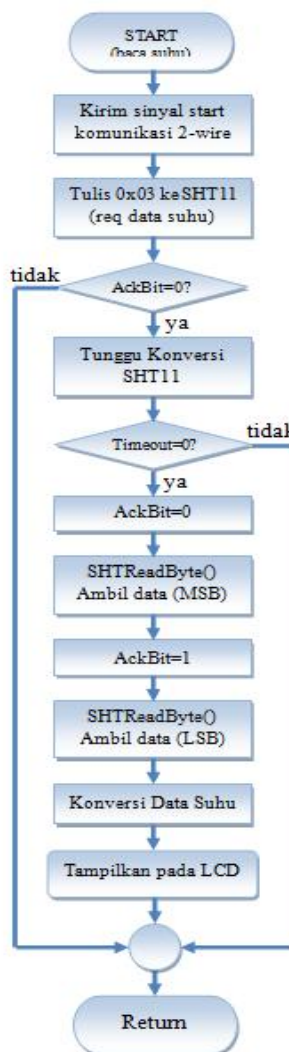 START
(baca suhu)
Kirim sinyal start
komunikasi 2-wire
Tulis 0x03 keSHT11
(req data suhu)
tidak
AckBit=0?
ya
Tunggu Konversi
SHT11
Timeout=0?
tidak
ya
AckBit=0
SHTReadByte()
Ambil data (MSB)
AckBit=1
SHTReadByte()
Ambil data (LSB)
Konversi Data Suhu
Tampilkan pada LCD
Return